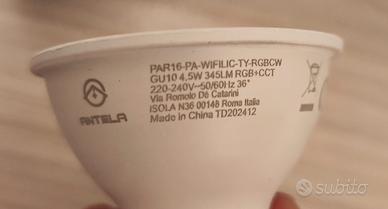 PAR16-PA-WIFILIC-TY-RGBCW
GU10 4,5W 345LM RGB+CCT
220-240V~50/60Hz 36°
Via Romolo De Catarini
ISOLA N36 00148 Roma Italia
Made in China TD202412
ANTELA
subito